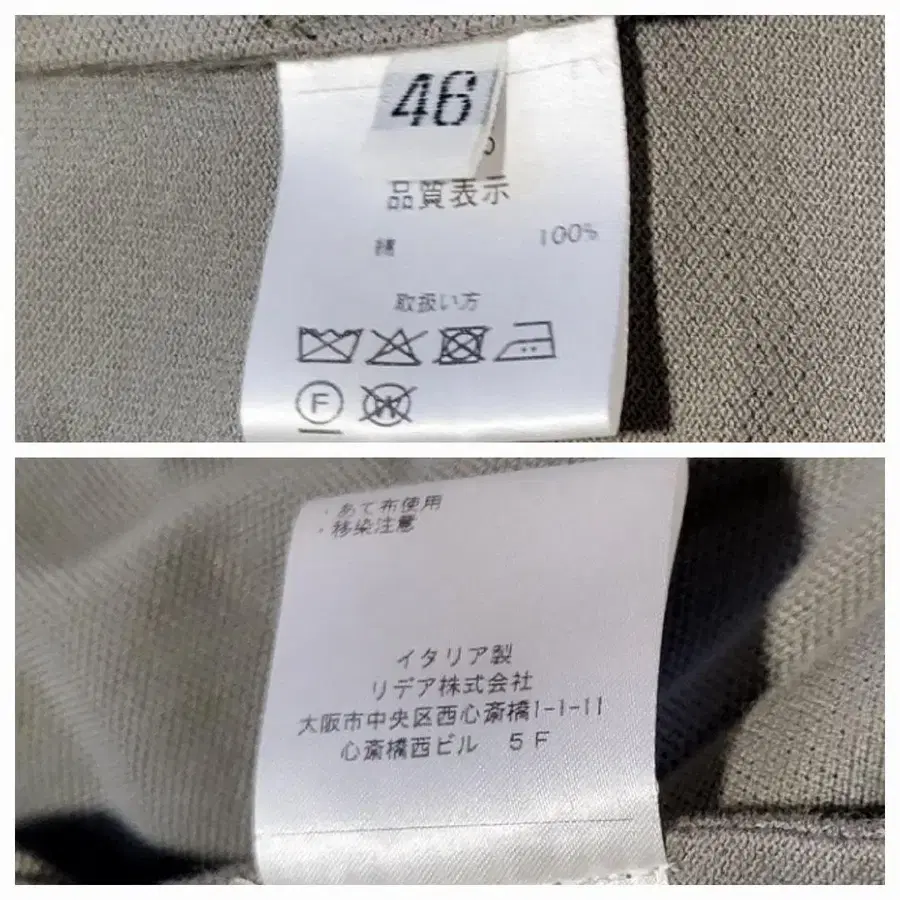 46
品質表示
綿 100%
取扱い方
F
W
・あて布使用
・移染注意
イタリア製
リデア株式会社
大阪市中央区西心斎橋1-1-11
心斎橋西ビル 5F